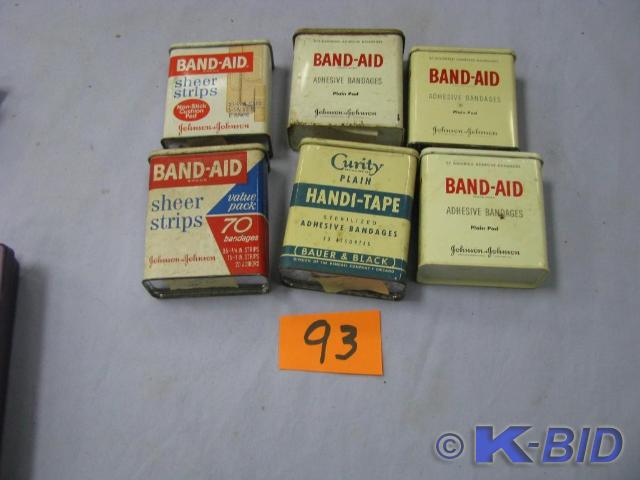 BAND-AID
sheer
strips
Non-Stick
Cushion
Pad
Johnson & Johnson
BAND-AID
ADHESIVE BANDAGES
Plain Pad
Johnson & Johnson
BAND-AID
ADHESIVE BANDAGES
Plain Pad
Johnson & Johnson
BAND-AID
sheer
strips
value
pack
70
bandages
Johnson & Johnson
Curity
PLAIN
HANDI-TAPE
STERILIZED
ADHESIVE BANDAGES
BAUER & BLACK
BAND-AID
ADHESIVE BANDAGES
Plain Pad
Johnson & Johnson
93
© K-BID